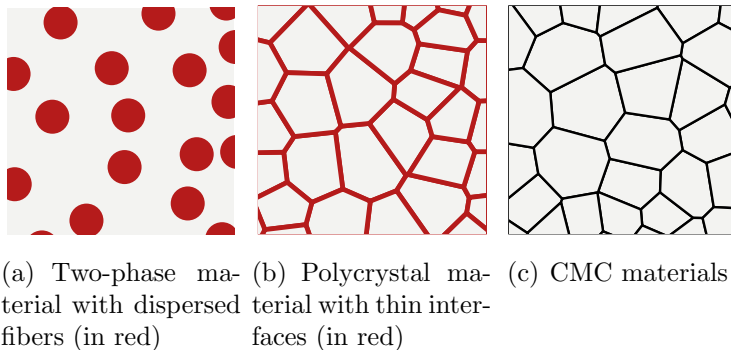 (a) Two-phase ma-
terial with dispersed
fibers (in red)
(b) Polycrystal ma-
terial with thin inter-
faces (in red)
(c) CMC materials